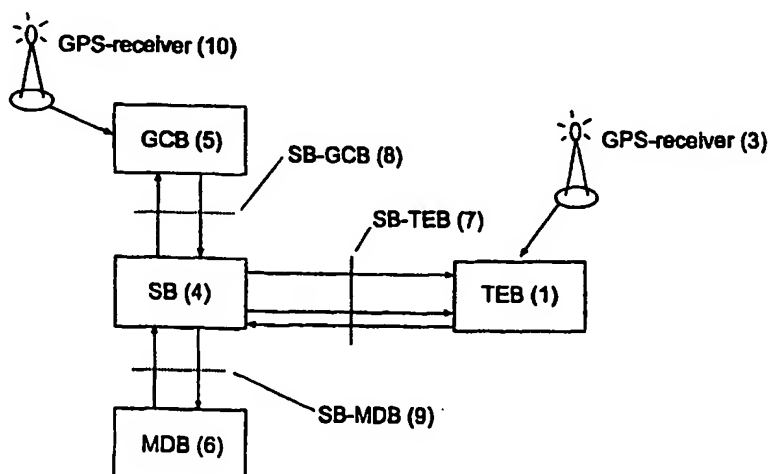 GPS-receiver (10)
GCB (5)
GPS-receiver (3)
SB-GCB (8)
SB-TEB (7)
SB (4)
TEB (1)
SB-MDB (9)
MDB (6)